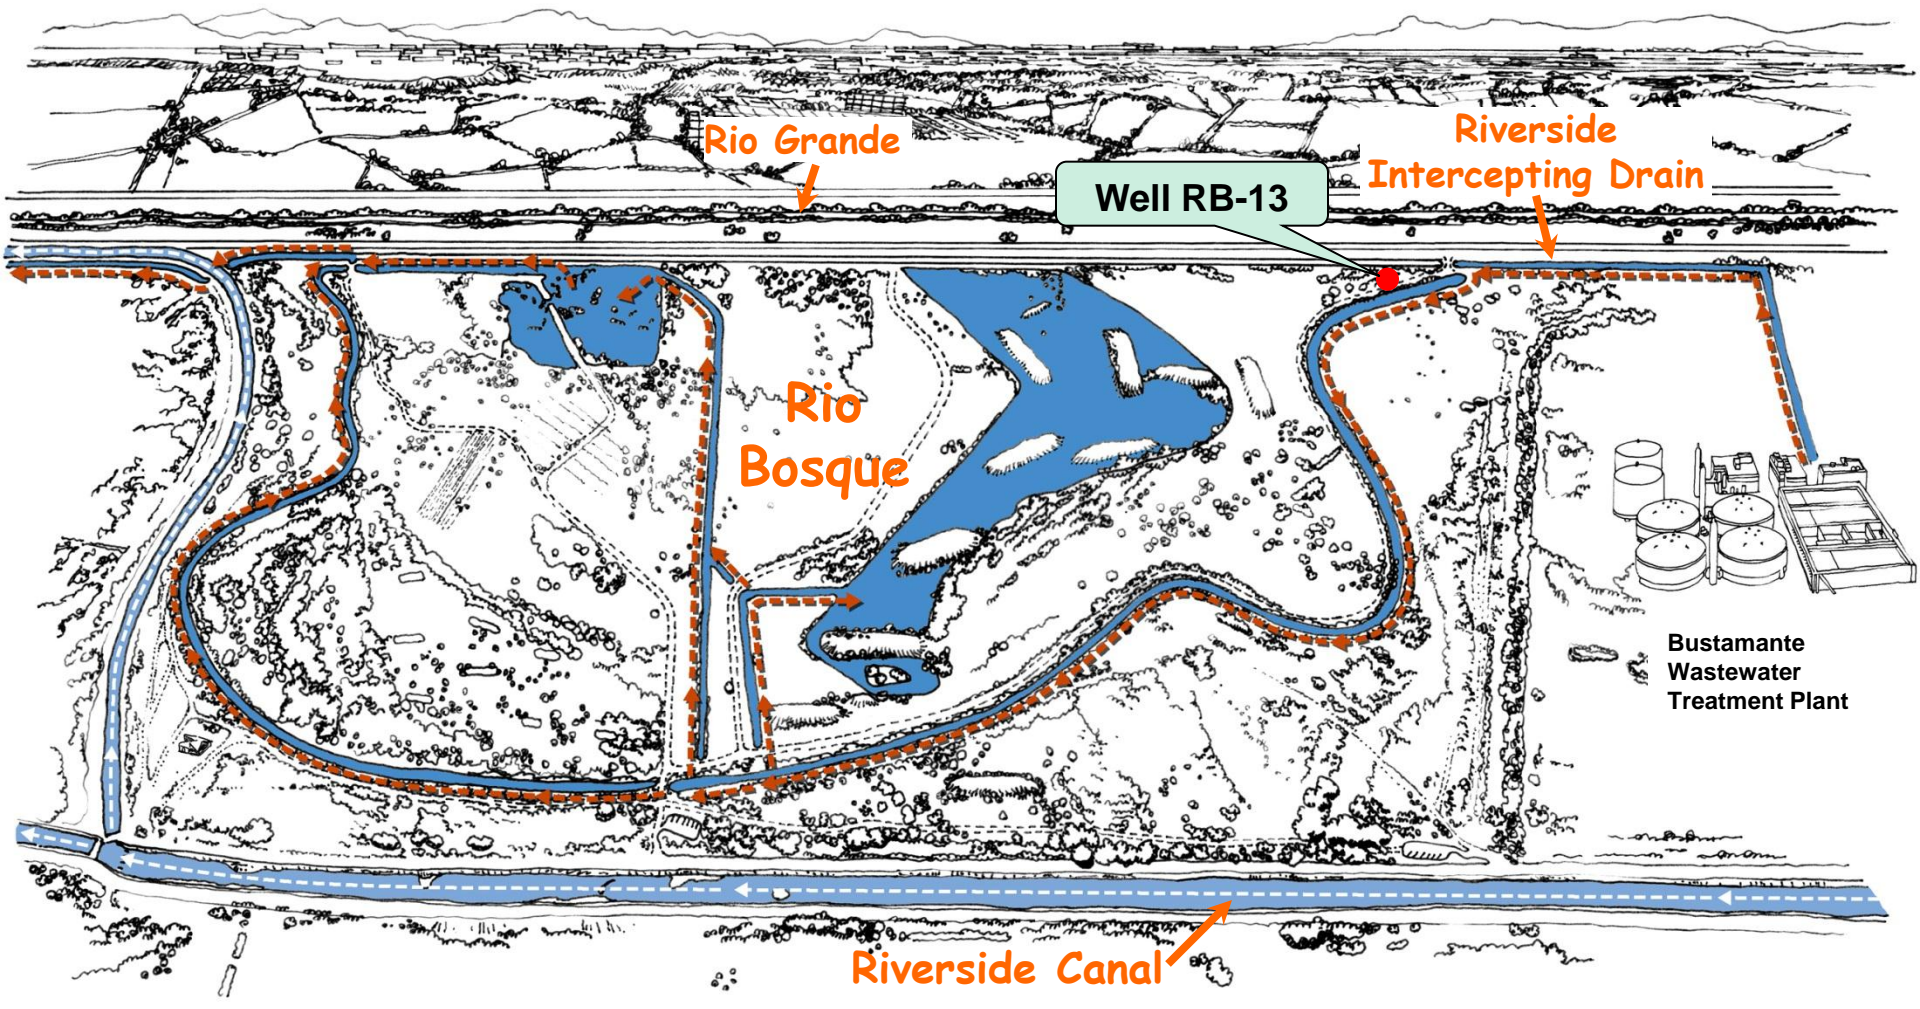 Rio Grande
Riverside
Intercepting Drain
Well RB-13
Rio
Bosque
Bustamante
Wastewater
Treatment Plant
Riverside Canal